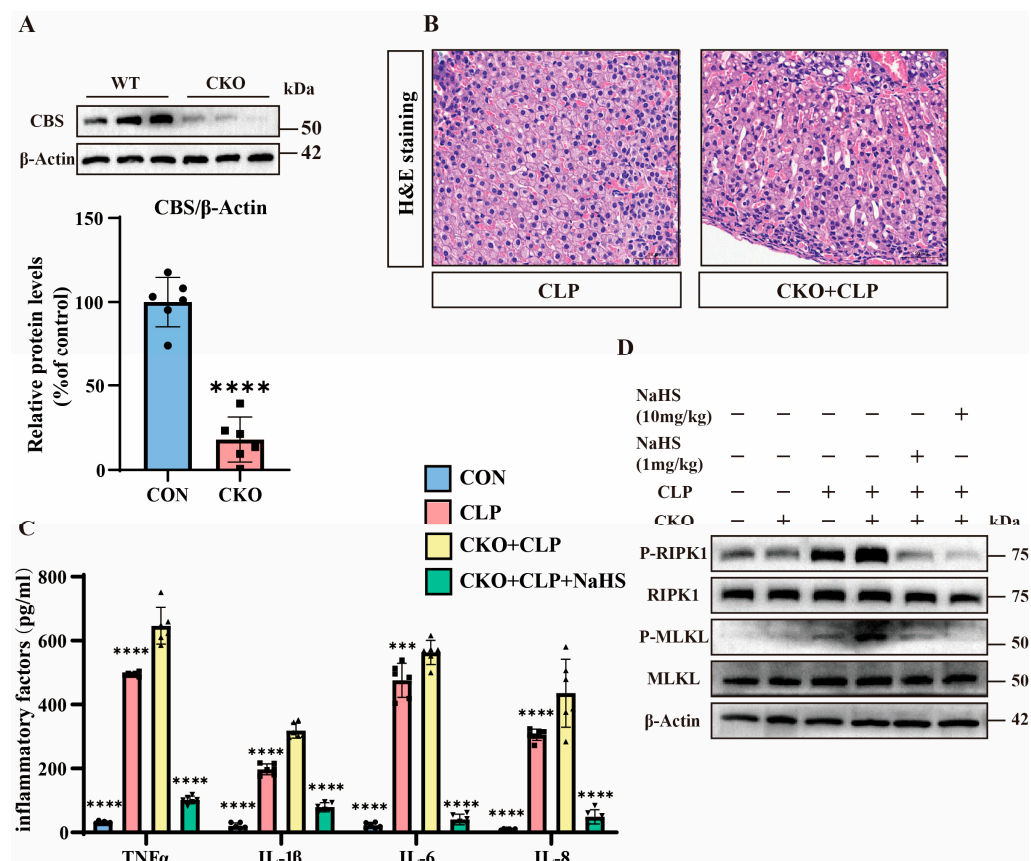 A
WT CKO kDa
CBS
50
β-Actin
42
CBS/β-Actin
Relative protein levels
(%of control)
150
100
50
0
****
CON CKO
B
H&E staining
CLP CKO+CLP
CON
CLP
CKO+CLP
CKO+CLP+NaHS
C
inflammatory factors (pg/ml)
800
600
400
200
0
**** **** ****
**** **** ****
**** *** ****
**** **** ****
TNFα IL-1β IL-6 IL-8
D
NaHS
(10mg/kg) − − − − − +
NaHS
(1mg/kg) − − − − + −
CLP − − + + + +
CKO − + − + + + kDa
P-RIPK1 75
RIPK1 75
P-MLKL 50
MLKL 50
β-Actin 42